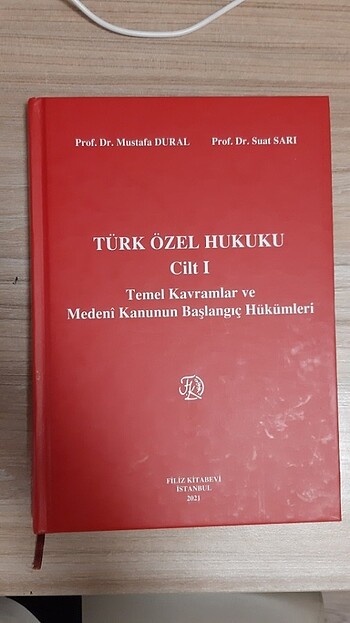 Prof. Dr. Mustafa DURAL Prof. Dr. Suat SARI
TÜRK ÖZEL HUKUKU
Cilt I
Temel Kavramlar ve
Medenî Kanunun Başlangıç Hükümleri
FİLİZ KİTABEVİ
İSTANBUL
2021